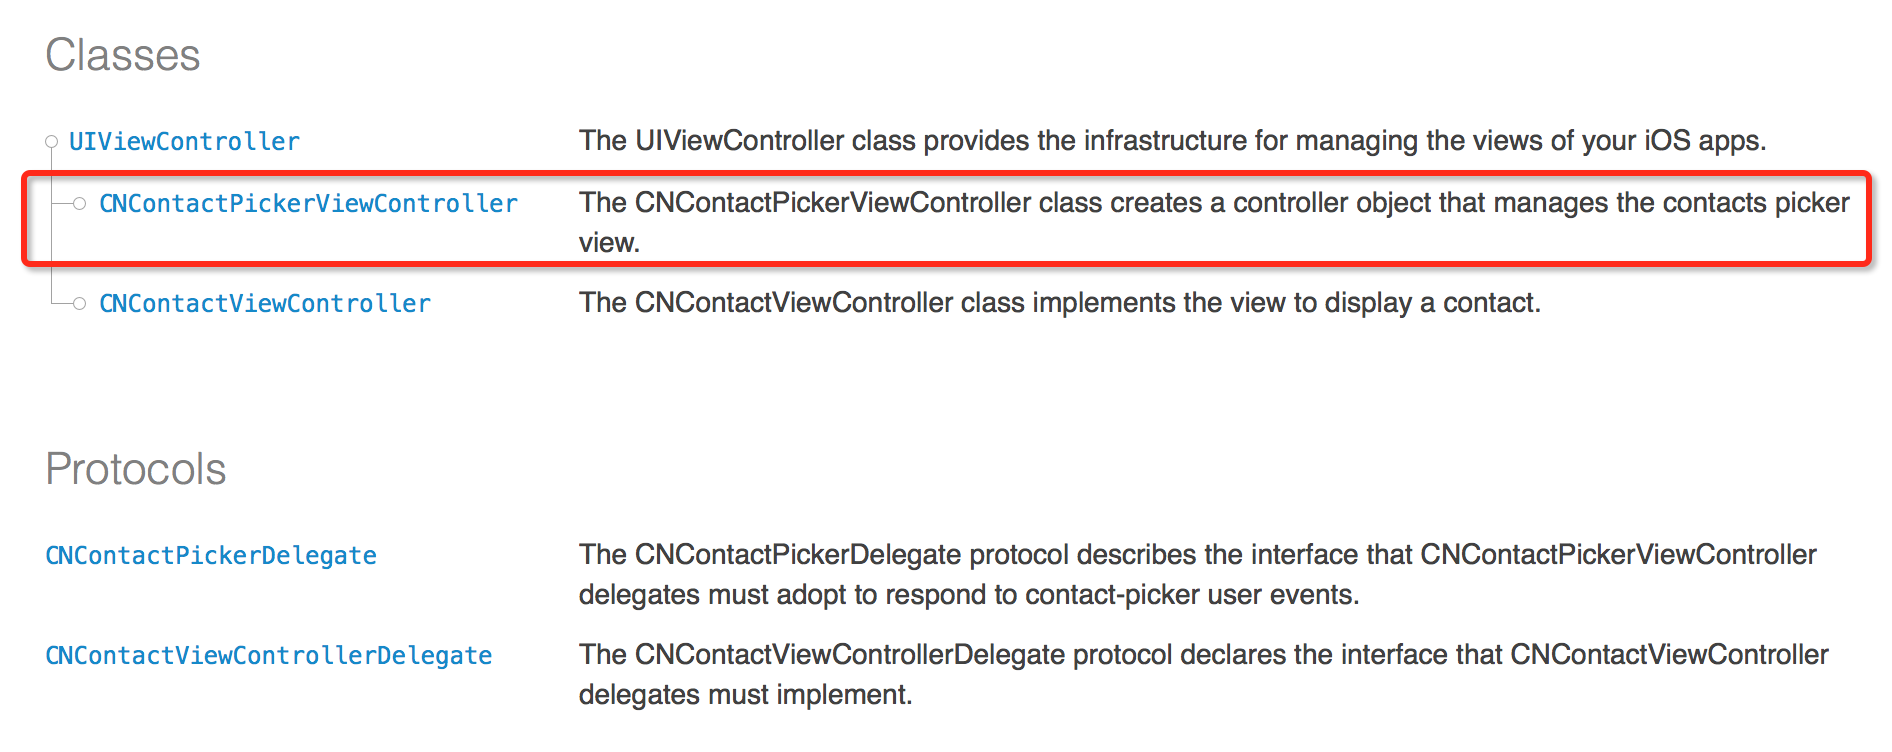 Classes
UIViewController The UIViewController class provides the infrastructure for managing the views of your iOS apps.
CNContactPickerViewController The CNContactPickerViewController class creates a controller object that manages the contacts picker
view.
CNContactViewController The CNContactViewController class implements the view to display a contact.
Protocols
CNContactPickerDelegate The CNContactPickerDelegate protocol describes the interface that CNContactPickerViewController
delegates must adopt to respond to contact-picker user events.
CNContactViewControllerDelegate The CNContactViewControllerDelegate protocol declares the interface that CNContactViewController
delegates must implement.